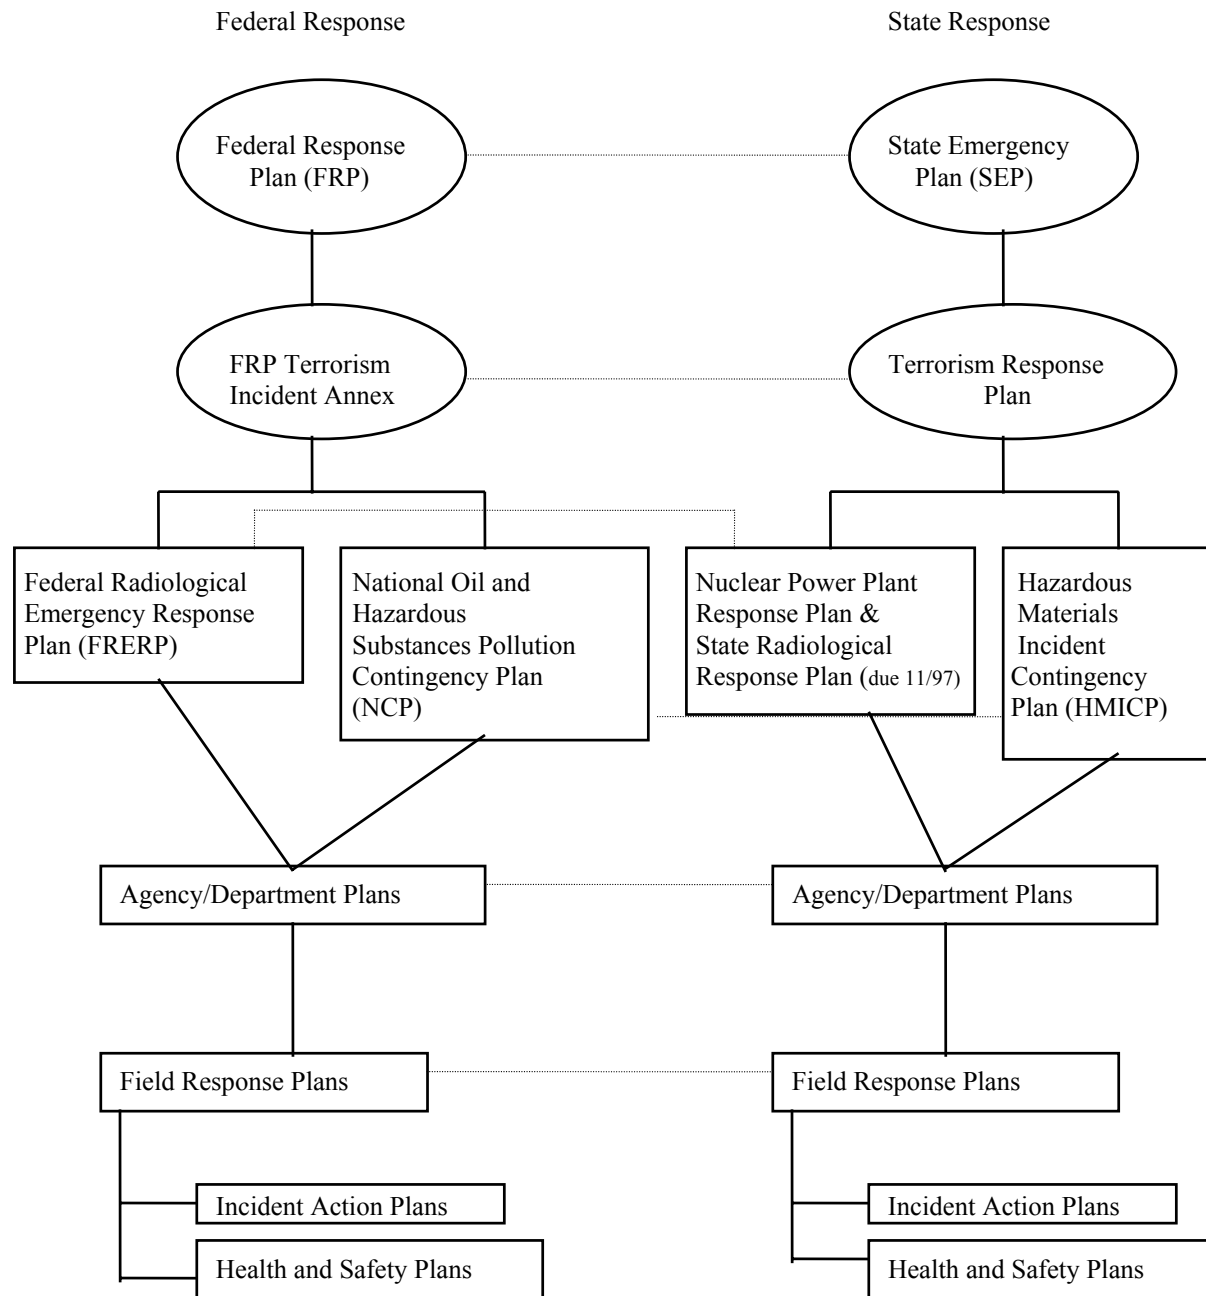 Federal Response
State Response
Federal Response
Plan (FRP)
State Emergency
Plan (SEP)
FRP Terrorism
Incident Annex
Terrorism Response
Plan
Federal Radiological
Emergency Response
Plan (FRERP)
National Oil and
Hazardous
Substances Pollution
Contingency Plan
(NCP)
Nuclear Power Plant
Response Plan &
State Radiological
Response Plan (due 11/97)
Hazardous
Materials
Incident
Contingency
Plan (HMICP)
Agency/Department Plans
Agency/Department Plans
Field Response Plans
Field Response Plans
Incident Action Plans
Incident Action Plans
Health and Safety Plans
Health and Safety Plans